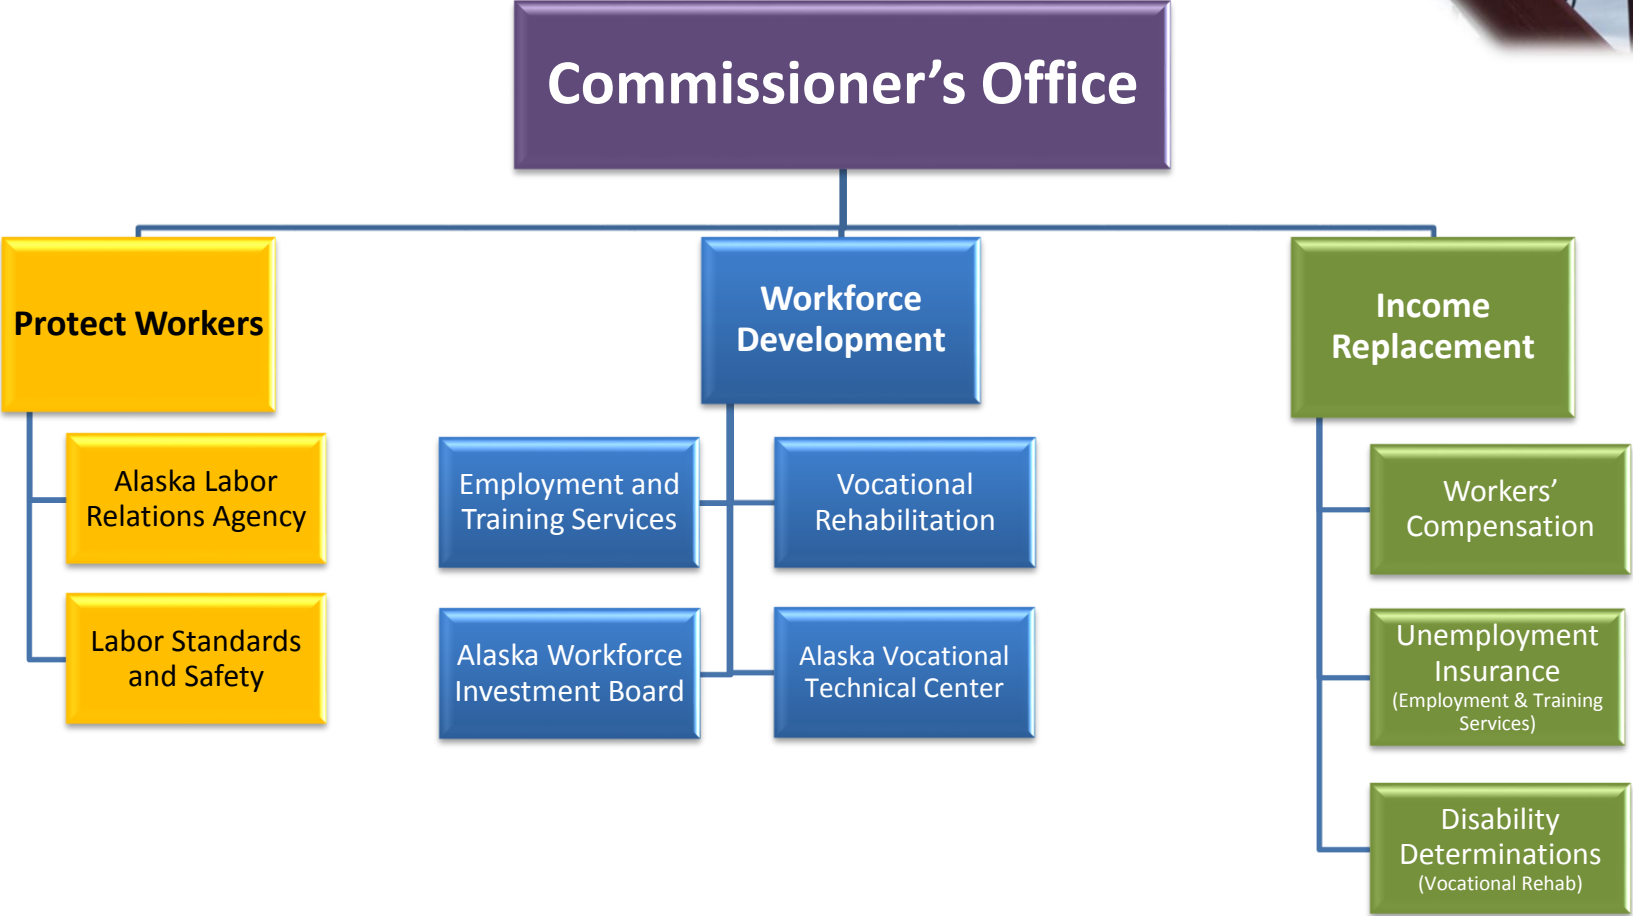 Commissioner’s Office
Protect Workers
Alaska Labor
Relations Agency
Labor Standards
and Safety
Workforce
Development
Employment and
Training Services
Vocational
Rehabilitation
Alaska Workforce
Investment Board
Alaska Vocational
Technical Center
Income
Replacement
Workers’
Compensation
Unemployment
Insurance
(Employment & Training
Services)
Disability
Determinations
(Vocational Rehab)